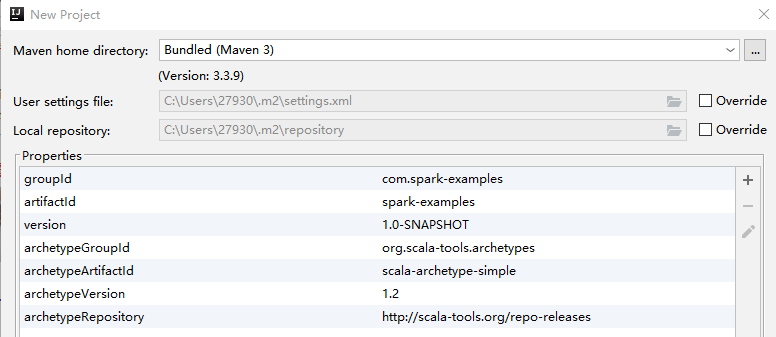 IJ New Project
Maven home directory: Bundled (Maven 3) ...
(Version: 3.3.9)
User settings file: C:\Users\27930\.m2\settings.xml Override
Local repository: C:\Users\27930\.m2\repository Override
Properties
groupId com.spark-examples
artifactId spark-examples
version 1.0-SNAPSHOT
archetypeGroupId org.scala-tools.archetypes
archetypeArtifactId scala-archetype-simple
archetypeVersion 1.2
archetypeRepository http://scala-tools.org/repo-releases